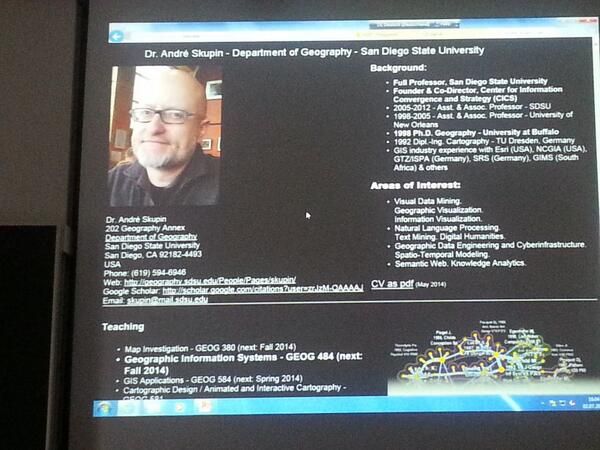 Dr. André Skupin - Department of Geography - San Diego State University
Background:
Full Professor, San Diego State University
Founder & Co-Director, Center for Information
Convergence and Strategy (CICS)
2005-2012 - Asst. & Assoc. Professor - SDSU
1998-2005 - Asst. & Assoc. Professor - University of
New Orleans
1998 Ph.D. Geography - University at Buffalo
1992 Dipl.-Ing. Cartography - TU Dresden, Germany
GIS industry experience with Esri (USA), NCGIA (USA),
GTZ/ISPA (Germany), SRS (Germany), GIMS (South
Africa) & others
Areas of Interest:
Visual Data Mining.
Geographic Visualization.
Information Visualization.
Natural Language Processing.
Text Mining. Digital Humanities.
Geographic Data Engineering and Cyberinfrastructure.
Spatio-Temporal Modeling.
Semantic Web. Knowledge Analytics.
CV as pdf (May 2014)
Dr. André Skupin
202 Geography Annex
Department of Geography
San Diego State University
San Diego, CA 92182-4493
USA
Phone: (619) 594-6946
Web: http://geography.sdsu.edu/People/Pages/skupin/
Google Scholar: http://scholar.google.com/citations?user=zrJzM-QAAAAJ
Email: skupin@mail.sdsu.edu
Teaching
Map Investigation - GEOG 380 (next: Fall 2014)
Geographic Information Systems - GEOG 484 (next:
Fall 2014)
GIS Applications - GEOG 584 (next: Spring 2014)
Cartographic Design / Animated and Interactive Cartography -
GEOG 581